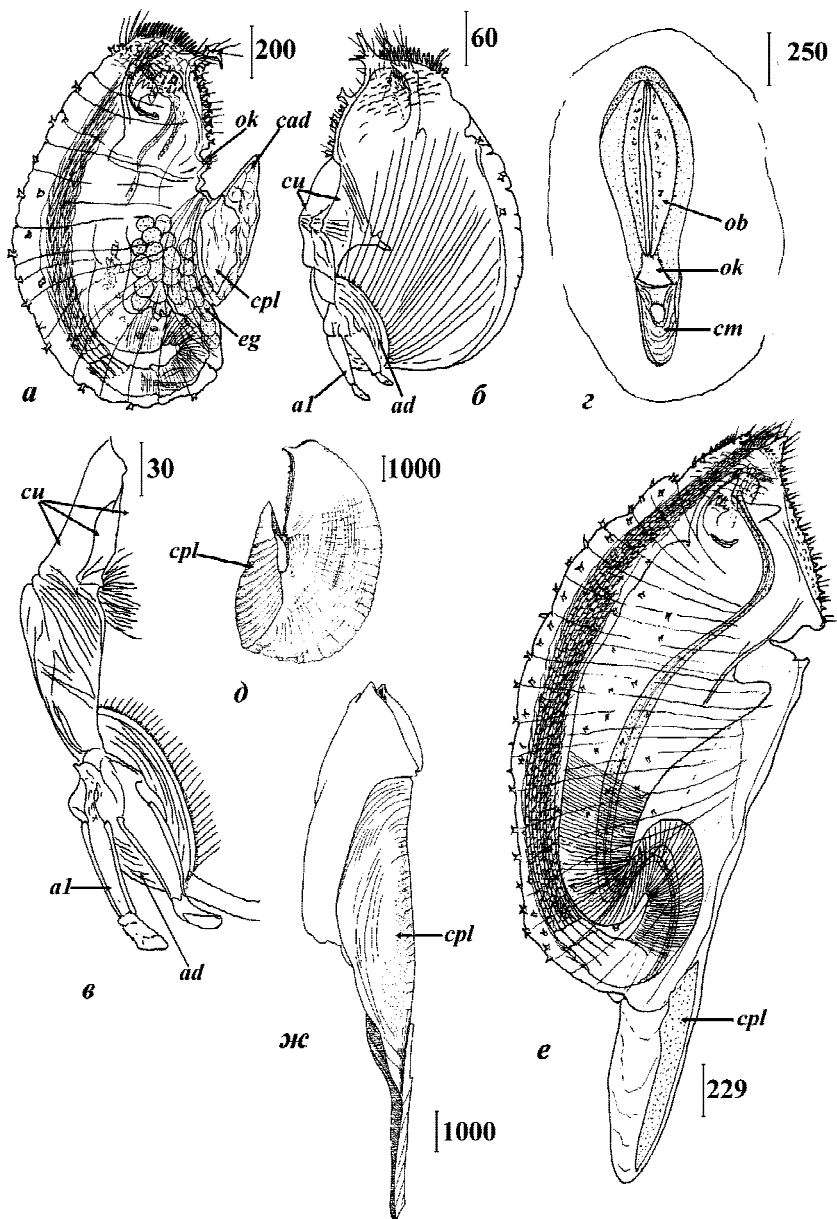 200
60
250
ok
cad
cu
ob
ok
cpl
eg
cm
a1
ad
а
б
г
30
1000
cu
cpl
д
a1
ad
cpl
в
ж
cpl
е
229
1000